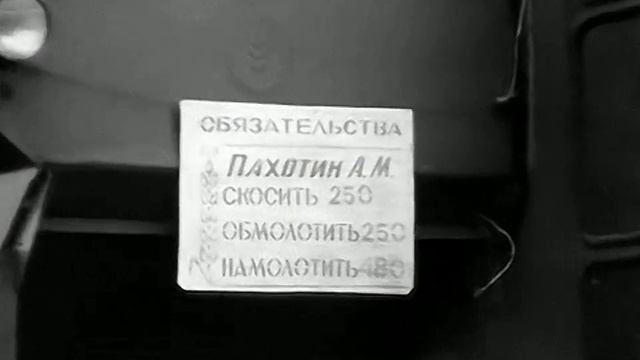 ОБЯЗАТЕЛЬСТВА
ПАХОТИН А.М.
СКОСИТЬ 250
ОБМОЛОТИТЬ 250
НАМОЛОТИТЬ 480